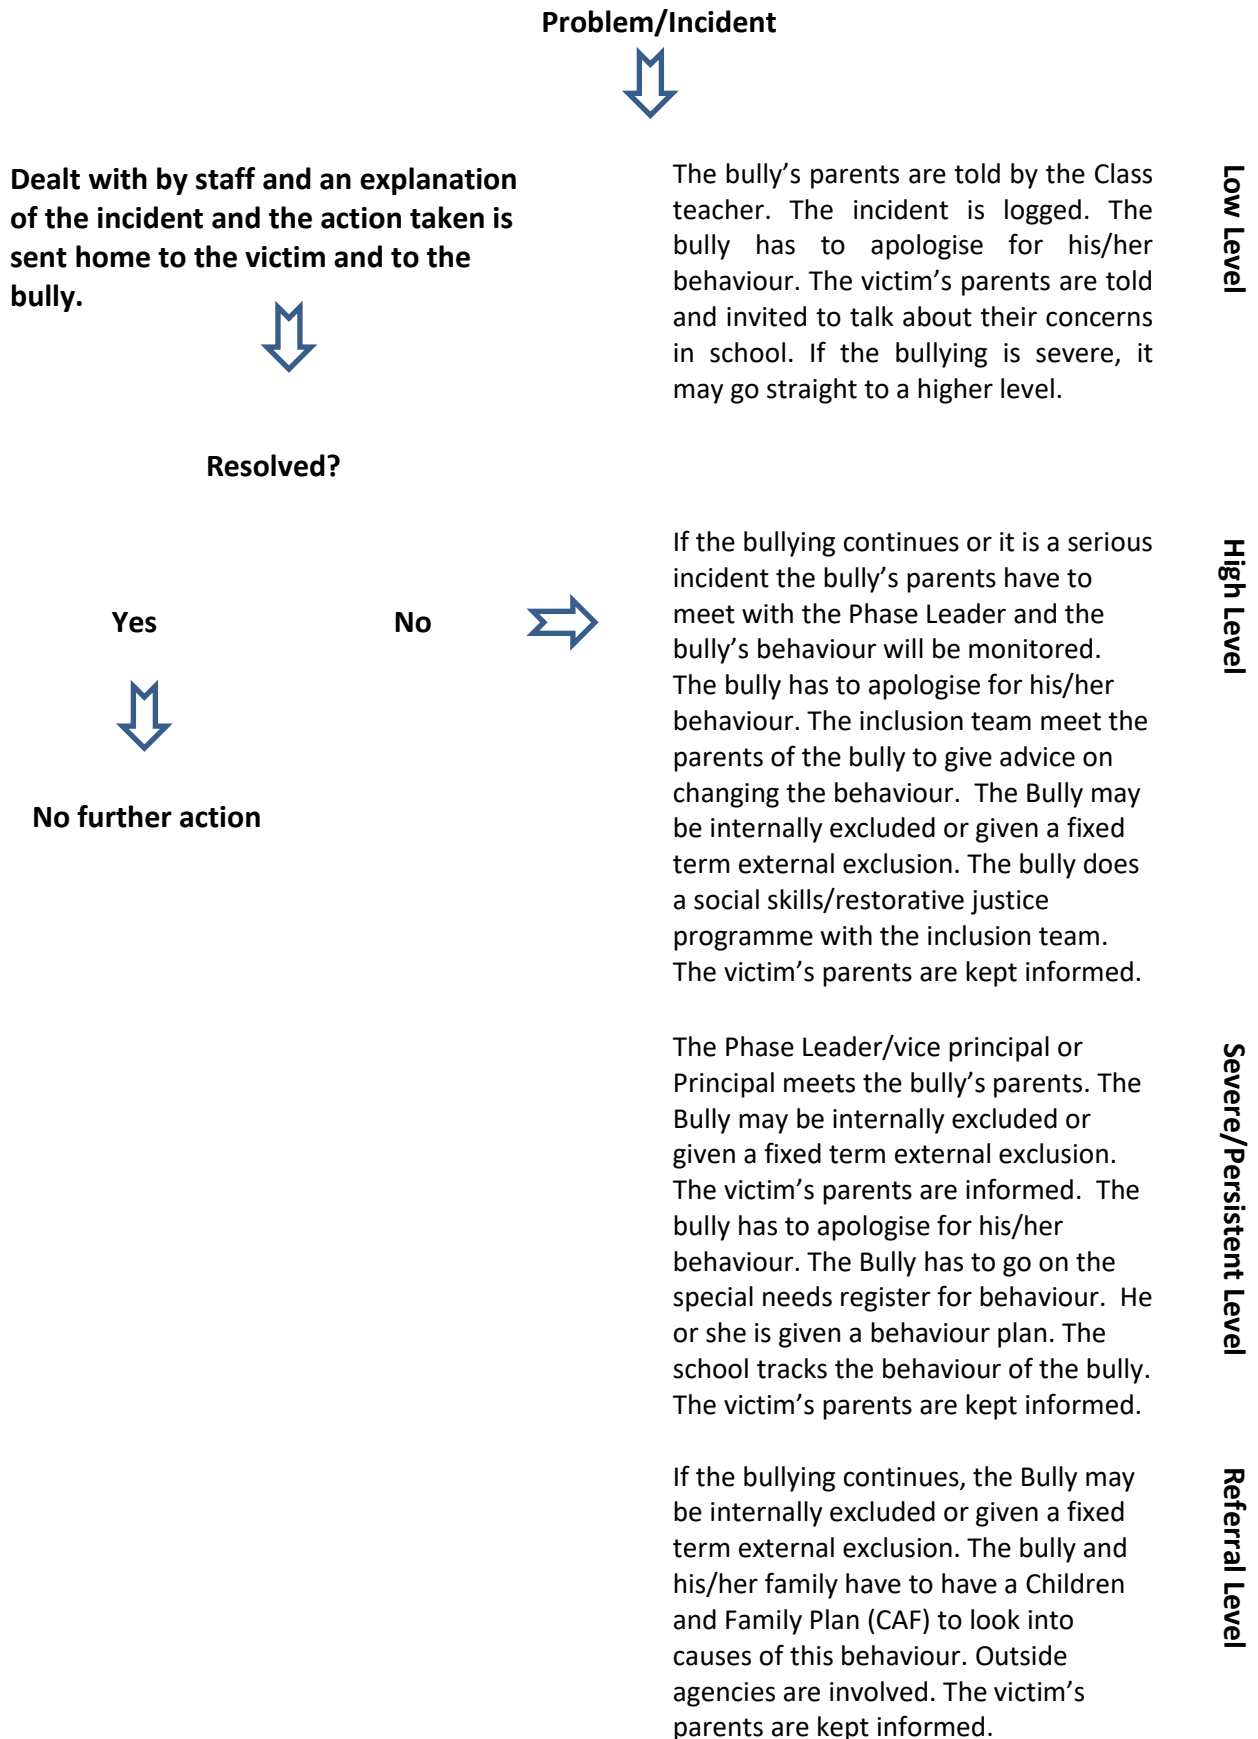 Problem/Incident
Dealt with by staff and an explanation
of the incident and the action taken is
sent home to the victim and to the
bully.
The bully’s parents are told by the Class
teacher. The incident is logged. The
bully has to apologise for his/her
behaviour. The victim’s parents are told
and invited to talk about their concerns
in school. If the bullying is severe, it
may go straight to a higher level.
Low Level
Resolved?
Yes
No
No further action
If the bullying continues or it is a serious
incident the bully’s parents have to
meet with the Phase Leader and the
bully’s behaviour will be monitored.
The bully has to apologise for his/her
behaviour. The inclusion team meet the
parents of the bully to give advice on
changing the behaviour.  The Bully may
be internally excluded or given a fixed
term external exclusion. The bully does
a social skills/restorative justice
programme with the inclusion team.
The victim’s parents are kept informed.
High Level
The Phase Leader/vice principal or
Principal meets the bully’s parents. The
Bully may be internally excluded or
given a fixed term external exclusion.
The victim’s parents are informed.  The
bully has to apologise for his/her
behaviour. The Bully has to go on the
special needs register for behaviour.  He
or she is given a behaviour plan. The
school tracks the behaviour of the bully.
The victim’s parents are kept informed.
Severe/Persistent Level
If the bullying continues, the Bully may
be internally excluded or given a fixed
term external exclusion. The bully and
his/her family have to have a Children
and Family Plan (CAF) to look into
causes of this behaviour. Outside
agencies are involved. The victim’s
parents are kept informed.
Referral Level